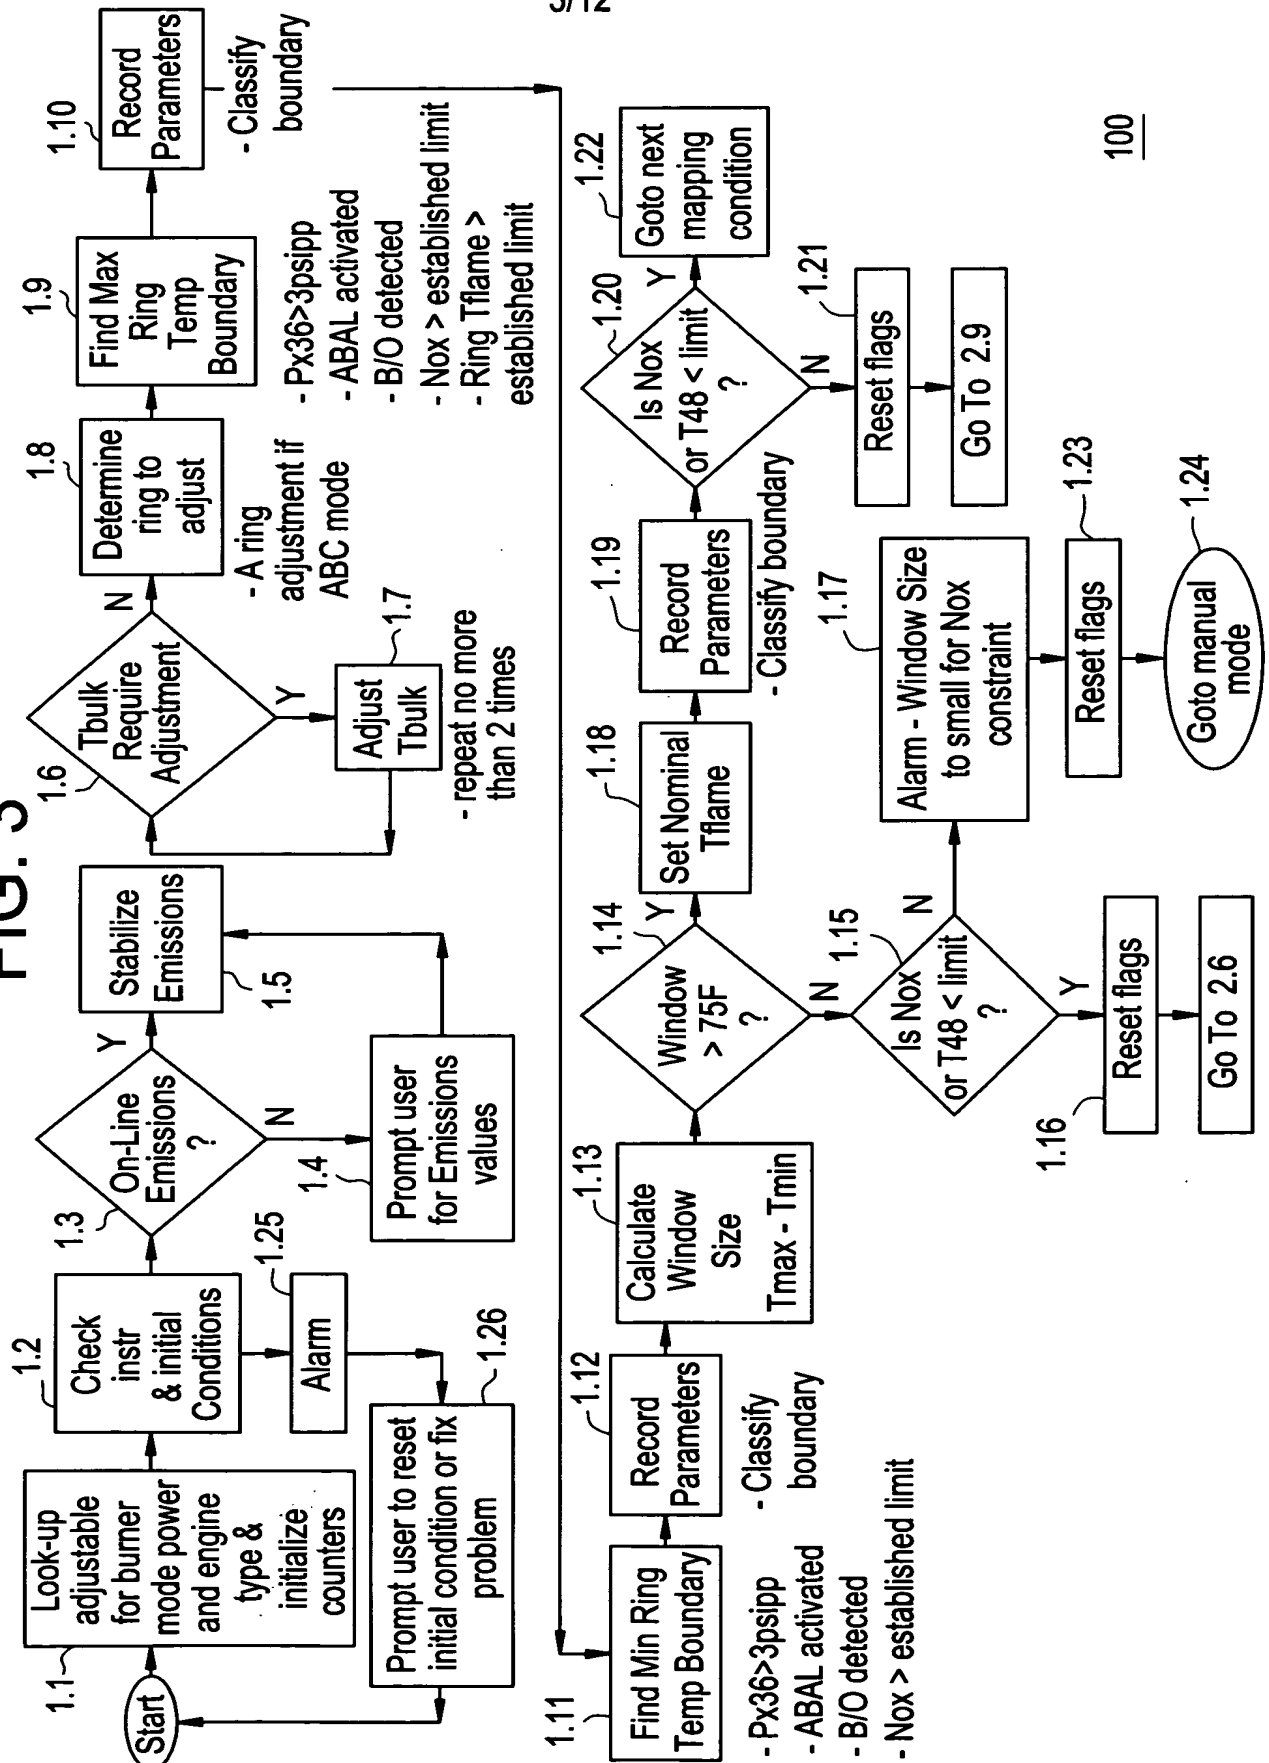 3/12
FIG. 3
Start
1.1
Look-up
adjustable
for burner
mode power
and engine
type &
initialize
counters
1.2
Check
instr
& initial
Conditions
1.25
Alarm
1.26
Prompt user to reset
initial condition or fix
problem
1.3
On-Line
Emissions
?
Y
N
1.4
Prompt user
for Emissions
values
1.5
Stabilize
Emissions
1.6
Tbulk
Require
Adjustment
N
Y
1.7
Adjust
Tbulk
- repeat no more
than 2 times
1.8
Determine
ring to
adjust
- A ring
adjustment if
ABC mode
1.9
Find Max
Ring
Temp
Boundary
- Px36>3psipp
- ABAL activated
- B/O detected
- Nox > established limit
- Ring Tflame >
established limit
1.10
Record
Parameters
- Classify
boundary
1.11
Find Min Ring
Temp Boundary
- Px36>3psipp
- ABAL activated
- B/O detected
- Nox > established limit
1.12
Record
Parameters
- Classify
boundary
1.13
Calculate
Window
Size
Tmax - Tmin
1.14
Window
> 75F
?
Y
N
1.15
Is Nox
or T48 < limit
?
N
Y
1.16
Reset flags
Go To 2.6
1.17
Alarm - Window Size
to small for Nox
constraint
1.23
Reset flags
1.24
Goto manual
mode
1.18
Set Nominal
Tflame
1.19
Record
Parameters
- Classify boundary
1.20
Is Nox
or T48 < limit
?
Y
N
1.21
Reset flags
Go To 2.9
1.22
Goto next
mapping
condition
100